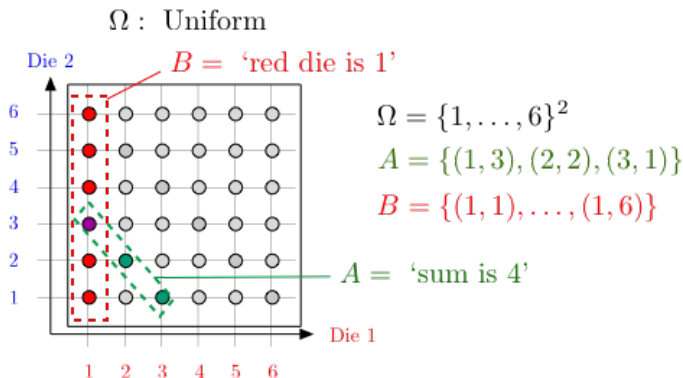 Ω : Uniform
Die 2
B = ‘red die is 1’
6
5
4
3
2
1
Ω = {1, . . . , 6}²
A = {(1, 3), (2, 2), (3, 1)}
B = {(1, 1), . . . , (1, 6)}
A = ‘sum is 4’
Die 1
1 2 3 4 5 6